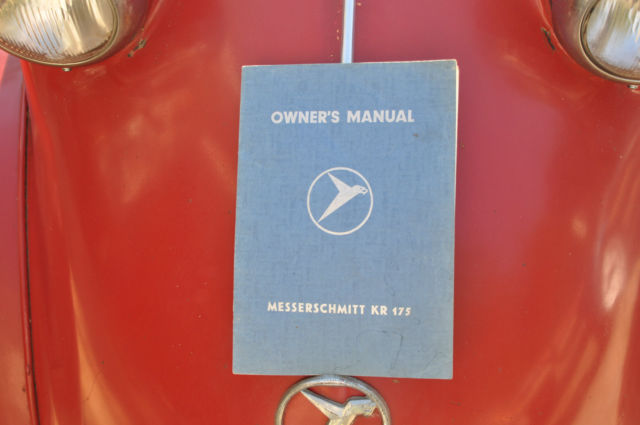 OWNER'S MANUAL
MESSERSCHMITT KR 175